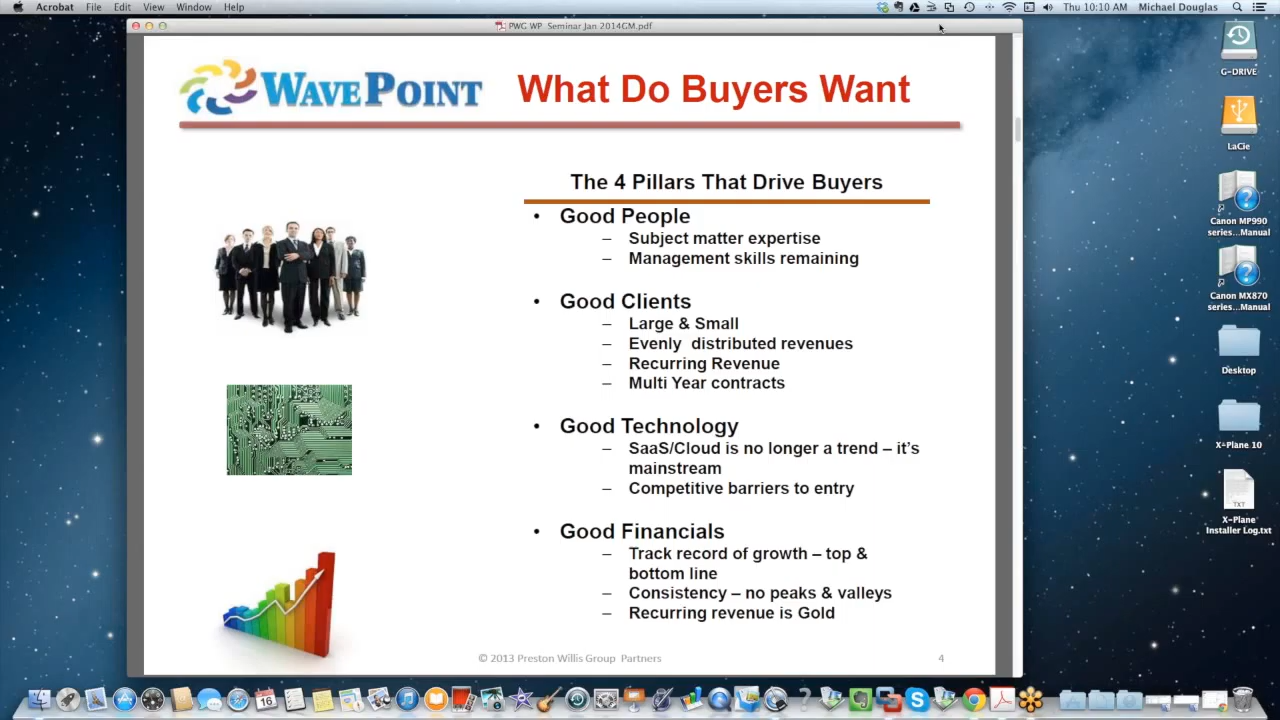 Acrobat File Edit View Window Help Thu 10:10 AM Michael Douglas
PWG WP Seminar Jan 2014GM.pdf
WAVEPOINT What Do Buyers Want
The 4 Pillars That Drive Buyers
• Good People
– Subject matter expertise
– Management skills remaining
• Good Clients
– Large & Small
– Evenly distributed revenues
– Recurring Revenue
– Multi Year contracts
• Good Technology
– SaaS/Cloud is no longer a trend – it's
mainstream
– Competitive barriers to entry
• Good Financials
– Track record of growth – top &
bottom line
– Consistency – no peaks & valleys
– Recurring revenue is Gold
© 2013 Preston Willis Group Partners 4
G-DRIVE
LaCie
Canon MP990
series...Manual
Canon MX870
series...Manual
Desktop
X-Plane 10
TXT
X-Plane
Installer Log.txt
16